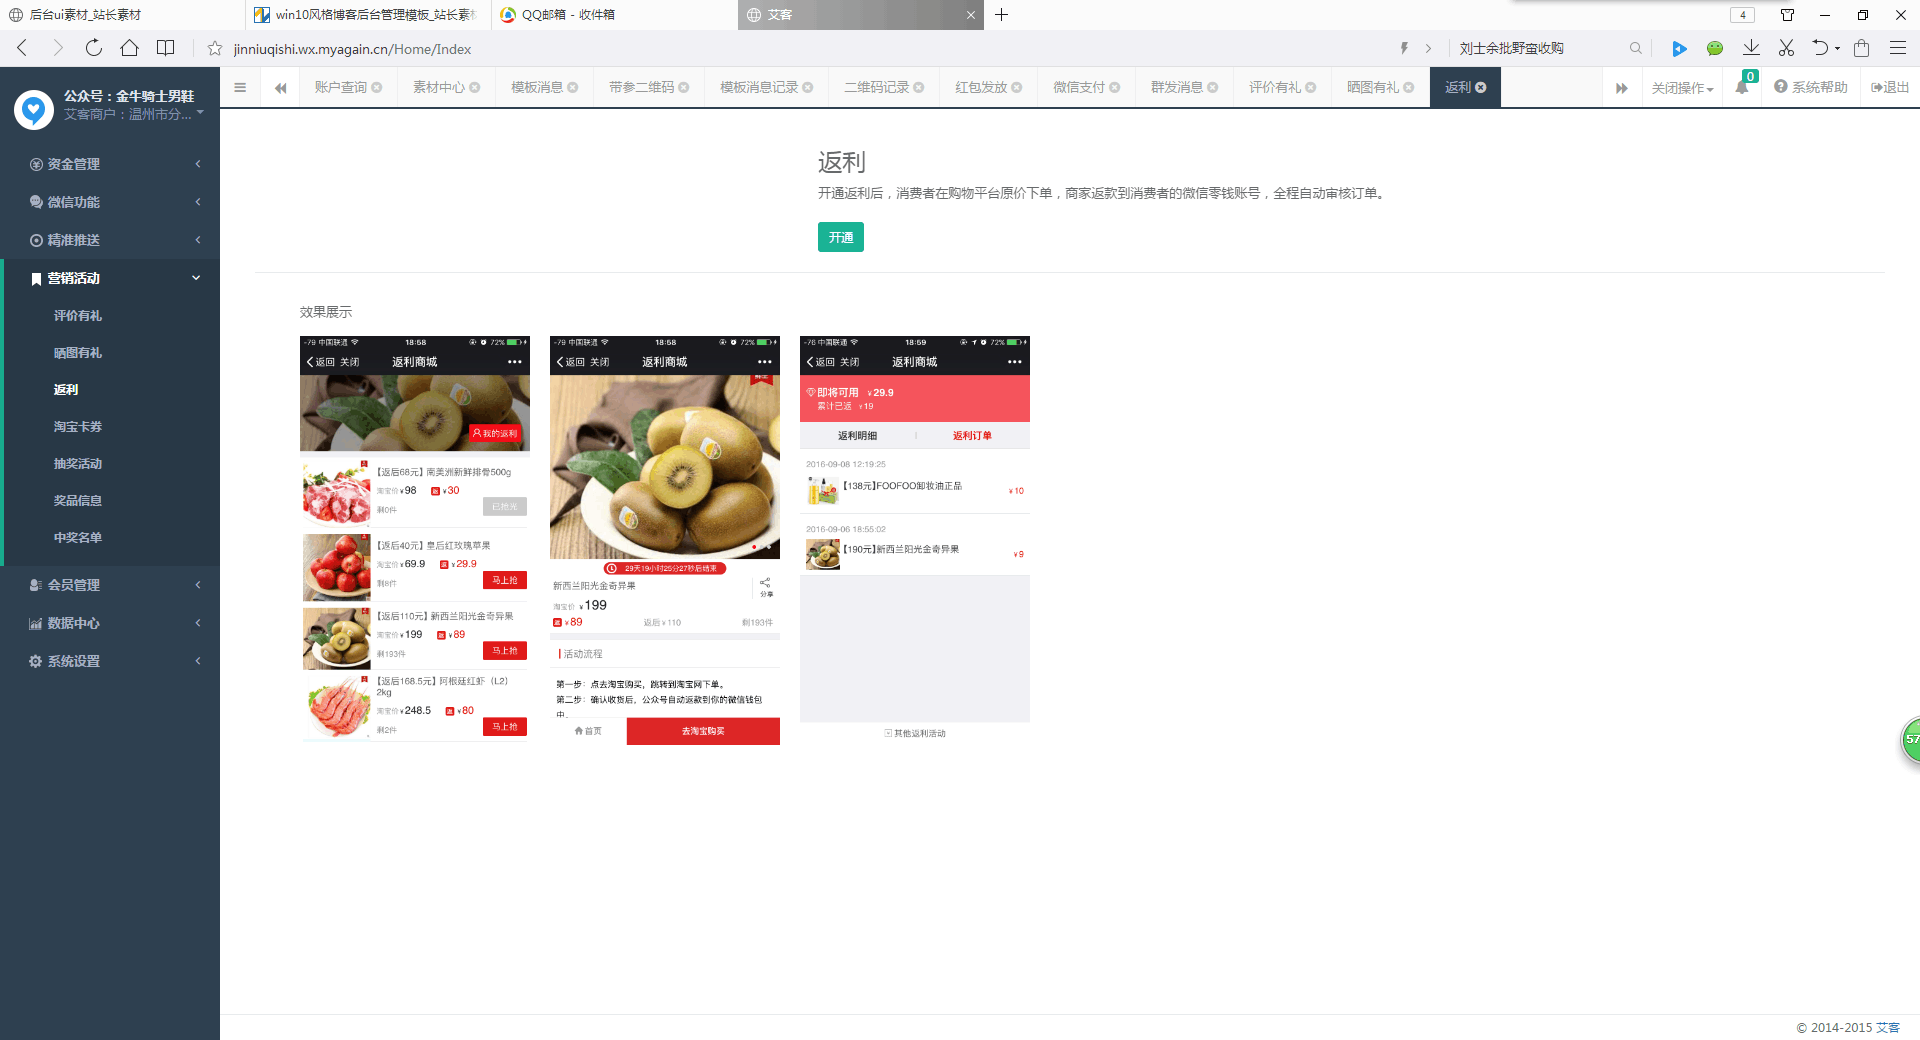 后台ui素材_站长素材
win10风格博客后台管理模板_站长素材
QQ邮箱 - 收件箱
艾客
4
jinniuqishi.wx.myagain.cn/Home/Index
刘士余批野蛮收购
公众号：金牛骑士男鞋
艾客商户：温州市分...
账户查询
素材中心
模板消息
带参二维码
模板消息记录
二维码记录
红包发放
微信支付
群发消息
评价有礼
晒图有礼
返利
关闭操作
0
系统帮助
退出
资金管理
微信功能
精准推送
营销活动
评价有礼
晒图有礼
返利
淘宝卡券
抽奖活动
奖品信息
中奖名单
会员管理
数据中心
系统设置
返利
开通返利后，消费者在购物平台原价下单，商家返款到消费者的微信零钱账号，全程自动审核订单。
开通
效果展示
-79 中国联通 18:58 72%
返回 关闭 返利商城
我的返利
【返后68元】南美洲新鲜排骨500g
淘宝价¥98 返 ¥30
剩0件
已抢光
【返后40元】皇后红玫瑰苹果
淘宝价¥69.9 返 ¥29.9
剩8件
马上抢
【返后110元】新西兰阳光金奇异果
淘宝价¥199 返 ¥89
剩193件
马上抢
【返后168.5元】阿根廷红虾（L2）
2kg
淘宝价¥248.5 返 ¥80
剩2件
马上抢
-79 中国联通 18:58 72%
返回 关闭 返利商城
29天19小时25分27秒后结束
新西兰阳光金奇异果
分享
淘宝价 ¥199
返 ¥89 返后¥110 剩193件
活动流程
第一步：点去淘宝购买，跳转到淘宝网下单。
第二步：确认收货后，公众号自动返款到你的微信钱包
中。
首页
去淘宝购买
-76 中国联通 18:59 72%
返回 关闭 返利商城
即将可用 ¥29.9
累计已返 ¥19
返利明细 返利订单
2016-09-08 12:19:25
【138元】FOOFOO卸妆油正品
¥10
2016-09-06 18:55:02
【190元】新西兰阳光金奇异果
¥9
其他返利活动
57
© 2014-2015 艾客